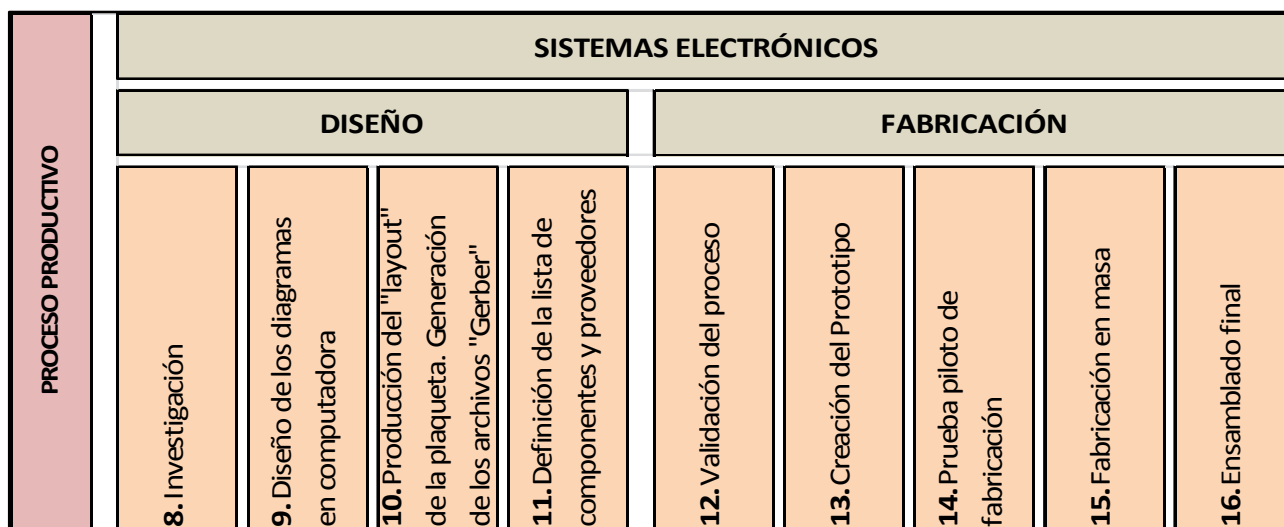 SISTEMAS ELECTRÓNICOS
DISEÑO
FABRICACIÓN
PROCESO PRODUCTIVO
8. Investigación
9. Diseño de los diagramas
en computadora
10. Producción del "layout"
de la plaqueta. Generación
de los archivos "Gerber"
11. Definición de la lista de
componentes y proveedores
12. Validación del proceso
13. Creación del Prototipo
14. Prueba piloto de
fabricación
15. Fabricación en masa
16. Ensamblado final